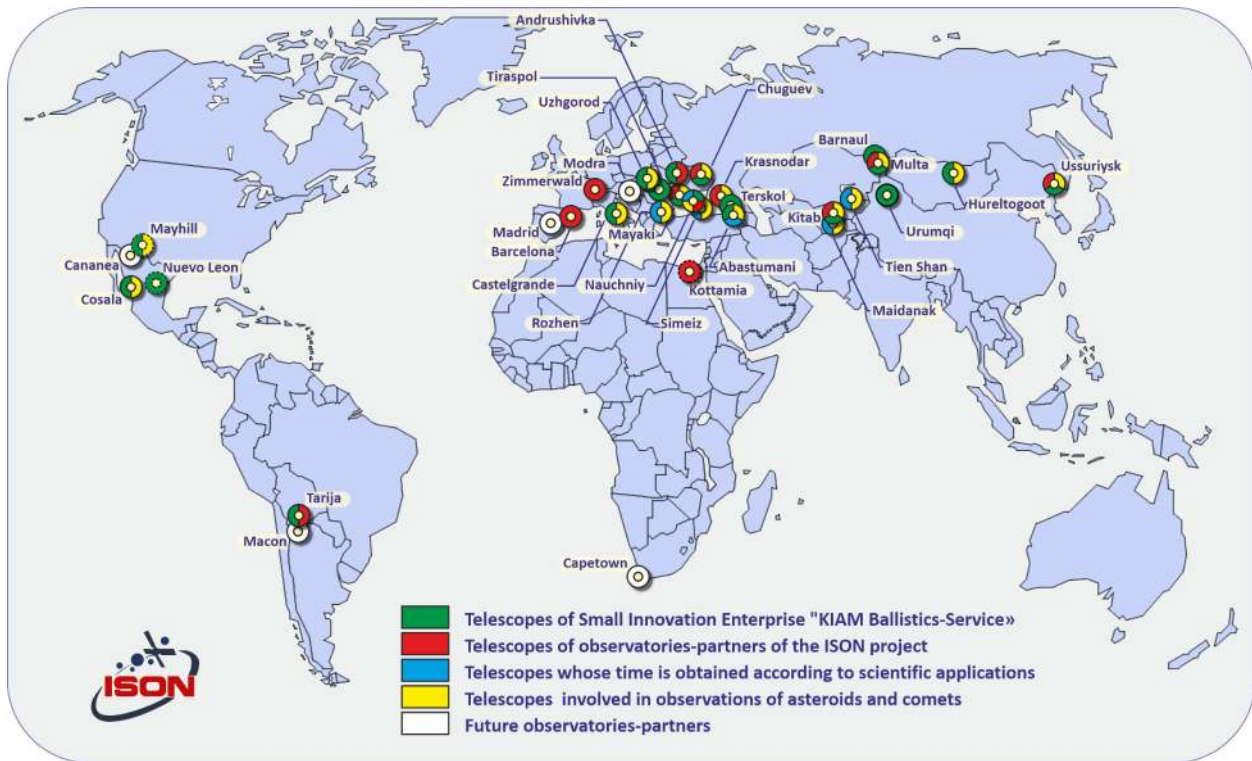 Andrushivka
Tiraspol
Chuguev
Uzhgorod
Barnaul
Modra
Krasnodar
Multa
Ussuriysk
Zimmerwald
Terskol
Hureltogoot
Mayhill
Madrid
Mayaki
Kitab
Urumqi
Cananea
Nuevo Leon
Barcelona
Abastumani
Tien Shan
Cosala
Castelgrande
Nauchniy
Kottamia
Maidanak
Rozhen
Simeiz
Tarija
Macon
Capetown
Telescopes of Small Innovation Enterprise "KIAM Ballistics-Service»
Telescopes of observatories-partners of the ISON project
Telescopes whose time is obtained according to scientific applications
Telescopes involved in observations of asteroids and comets
Future observatories-partners
ISON